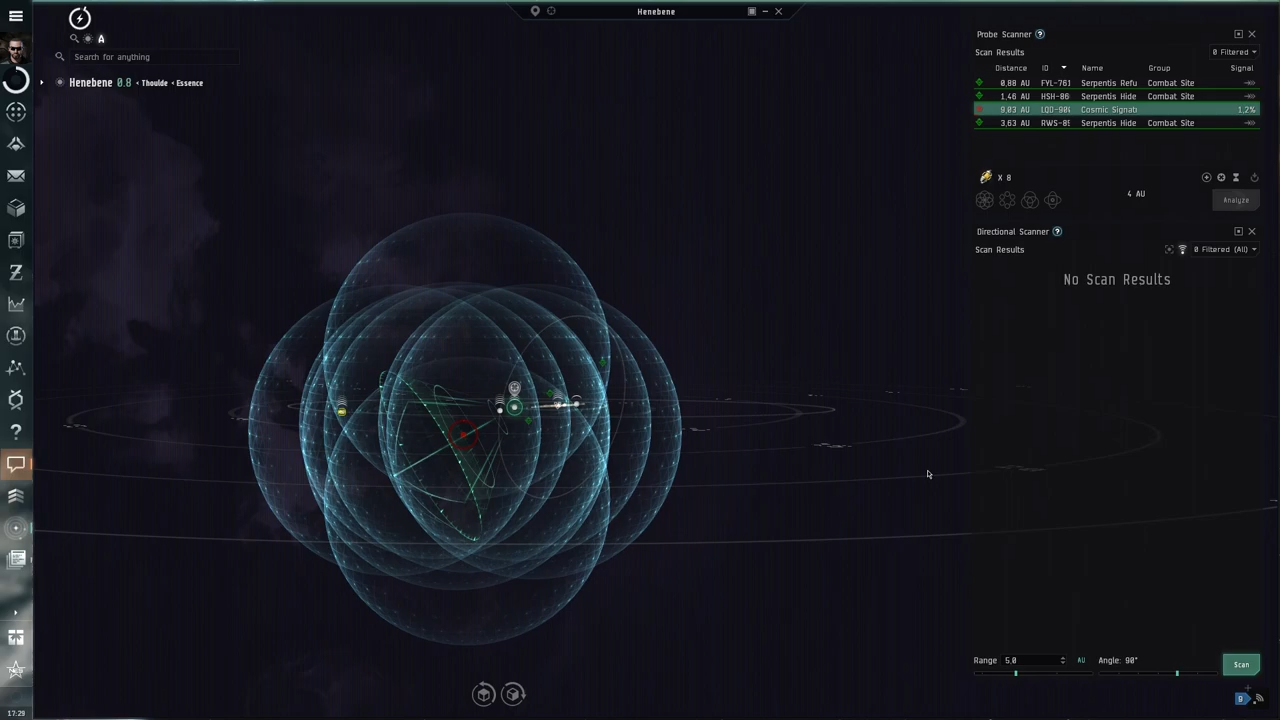 Henebene
A
Search for anything
Henebene 0.8 ‹ Thoulde ‹ Essence
Probe Scanner ?
Scan Results
0 Filtered
Distance ID Name Group Signal
0,88 AU FYL-761 Serpentis Refu Combat Site
1,46 AU HSH-86 Serpentis Hide Combat Site
9,03 AU LQD-90 Cosmic Signat 1,2%
3,63 AU RWS-8 Serpentis Hide Combat Site
X 8
4 AU
Analyze
Directional Scanner ?
Scan Results
0 Filtered (All)
No Scan Results
Range 5,0 AU Angle: 90°
Scan
9
17:29